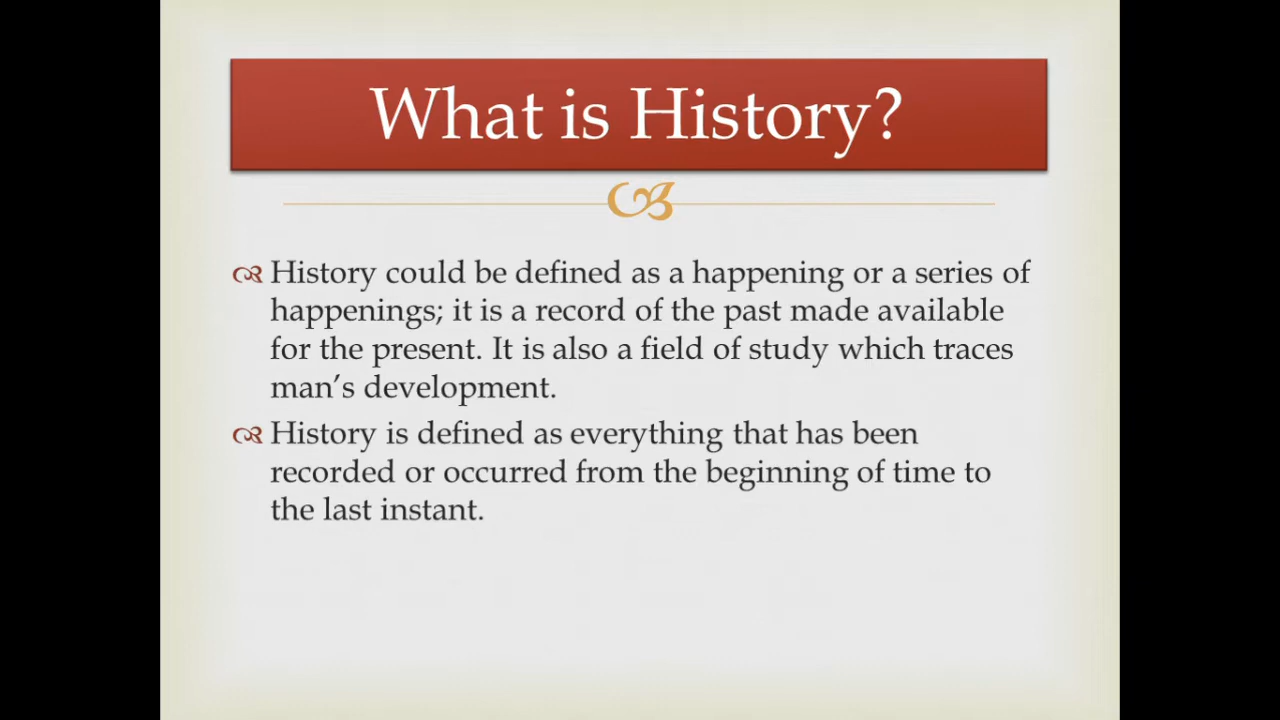 What is History?
History could be defined as a happening or a series of
happenings; it is a record of the past made available
for the present. It is also a field of study which traces
man’s development.
History is defined as everything that has been
recorded or occurred from the beginning of time to
the last instant.